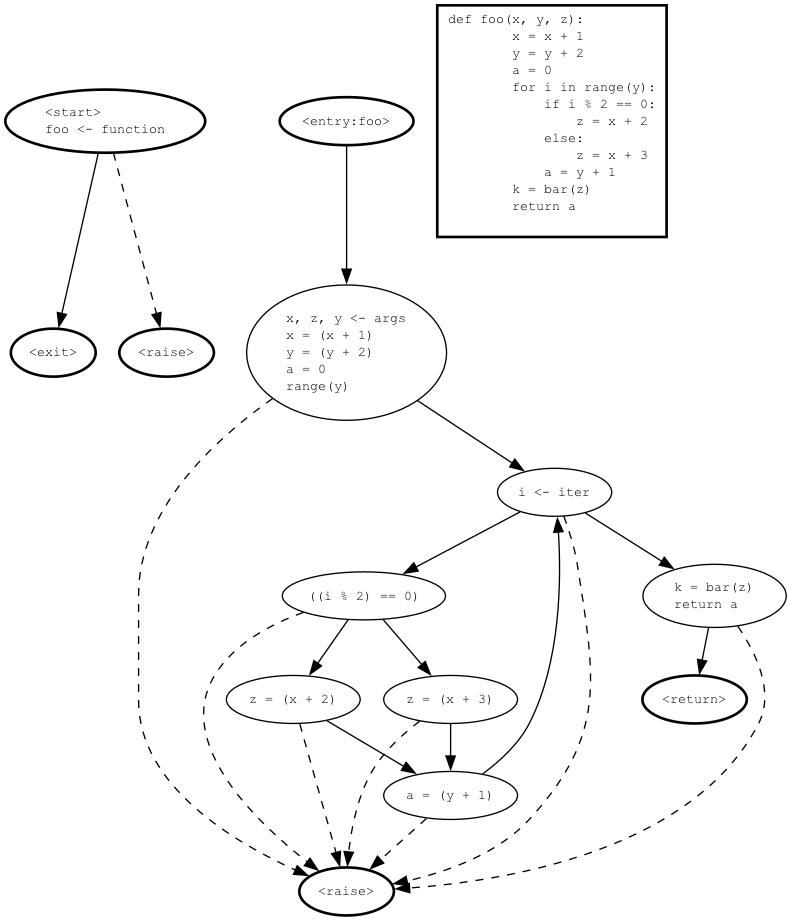 def foo(x, y, z):
        x = x + 1
        y = y + 2
        a = 0
        for i in range(y):
            if i % 2 == 0:
                z = x + 2
            else:
                z = x + 3
            a = y + 1
        k = bar(z)
        return a
<start>
foo <- function
<entry:foo>
<exit>
<raise>
x, z, y <- args
x = (x + 1)
y = (y + 2)
a = 0
range(y)
i <- iter
((i % 2) == 0)
k = bar(z)
return a
z = (x + 2)
z = (x + 3)
<return>
a = (y + 1)
<raise>